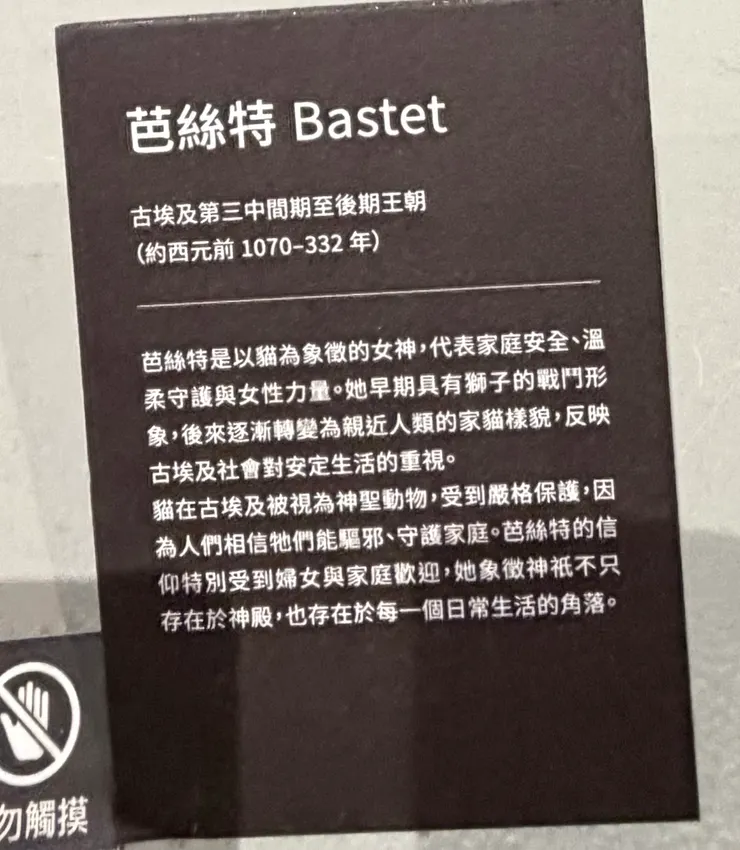 芭絲特 Bastet
古埃及第三中間期至後期王朝
（約西元前 1070–332 年）
芭絲特是以貓為象徵的女神，代表家庭安全、溫
柔守護與女性力量。她早期具有獅子的戰鬥形
象，後來逐漸轉變為親近人類的家貓樣貌，反映
古埃及社會對安定生活的重視。
貓在古埃及被視為神聖動物，受到嚴格保護，因
為人們相信牠們能驅邪、守護家庭。芭絲特的信
仰特別受到婦女與家庭歡迎，她象徵神祇不只
存在於神殿，也存在於每一個日常生活的角落。
勿觸摸